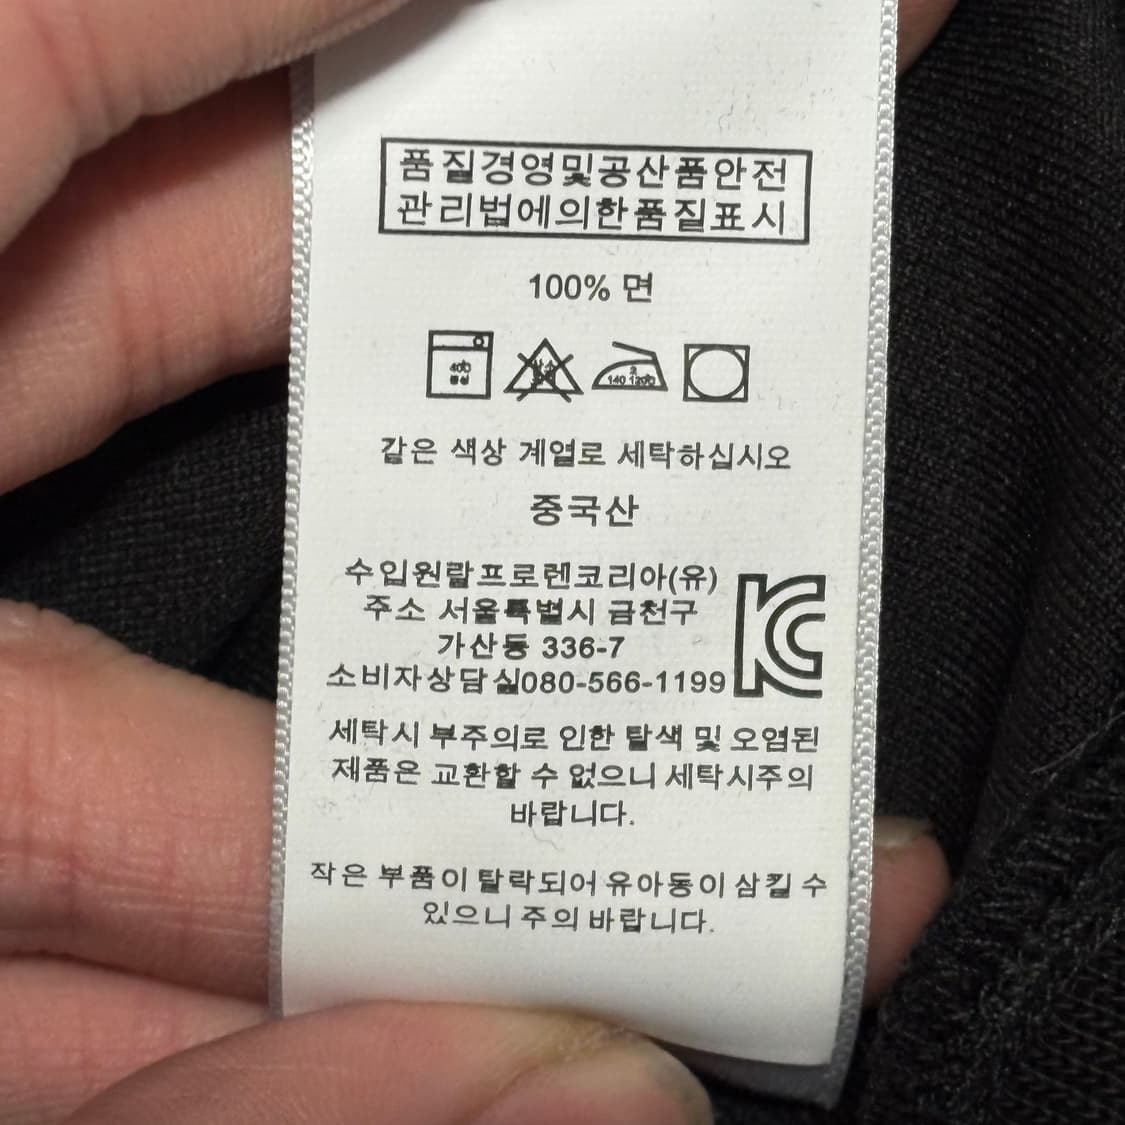 품질경영및공산품안전
관리법에의한품질표시
100% 면
40℃
중성
2
140 120℃
같은 색상 계열로 세탁하십시오
중국산
수입원랄프로렌코리아(유)
주소 서울특별시 금천구
가산동 336-7
소비자상담실080-566-1199
KC
세탁시 부주의로 인한 탈색 및 오염된
제품은 교환할 수 없으니 세탁시주의
바랍니다.
작은 부품이 탈락되어 유아동이 삼킬 수
있으니 주의 바랍니다.